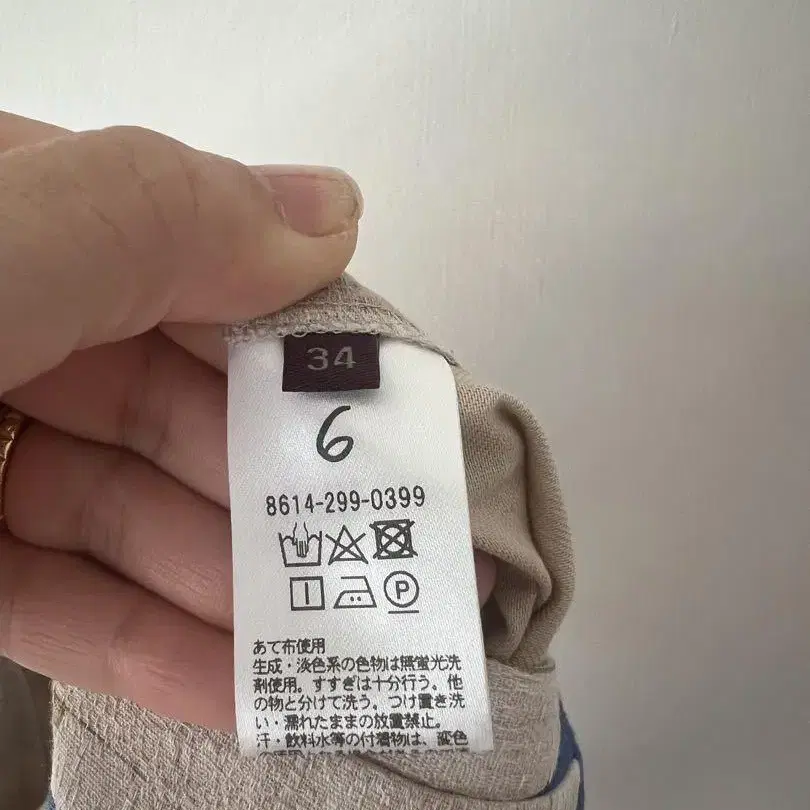 34
6
8614-299-0399
P
あて布使用
生成・淡色系の色物は無蛍光洗
剤使用。すすぎは十分行う。他
の物と分けて洗う。つけ置き洗
い・濡れたままの放置禁止。
汗・飲料水等の付着物は、変色